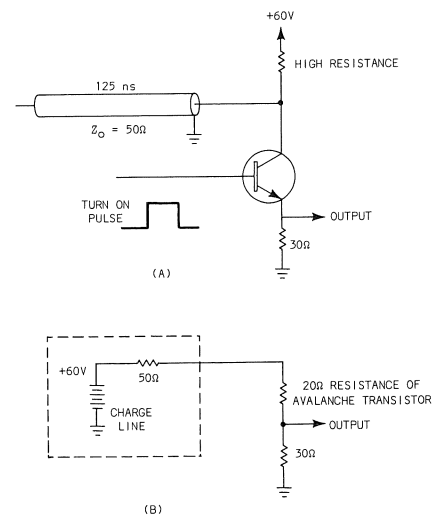 +60V
HIGH RESISTANCE
125 ns
Z₀ = 50Ω
TURN ON
PULSE
OUTPUT
30Ω
(A)
+60V
50Ω
CHARGE
LINE
20Ω RESISTANCE OF
AVALANCHE TRANSISTOR
OUTPUT
30Ω
(B)